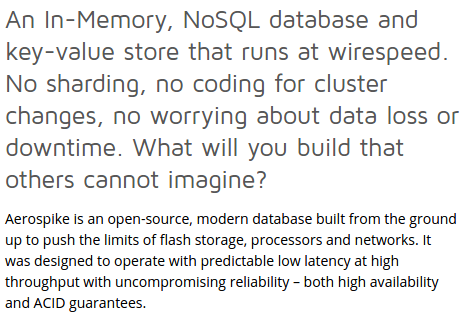 An In-Memory, NoSQL database and
key-value store that runs at wirespeed.
No sharding, no coding for cluster
changes, no worrying about data loss or
downtime. What will you build that
others cannot imagine?
Aerospike is an open-source, modern database built from the ground
up to push the limits of flash storage, processors and networks. It
was designed to operate with predictable low latency at high
throughput with uncompromising reliability – both high availability
and ACID guarantees.